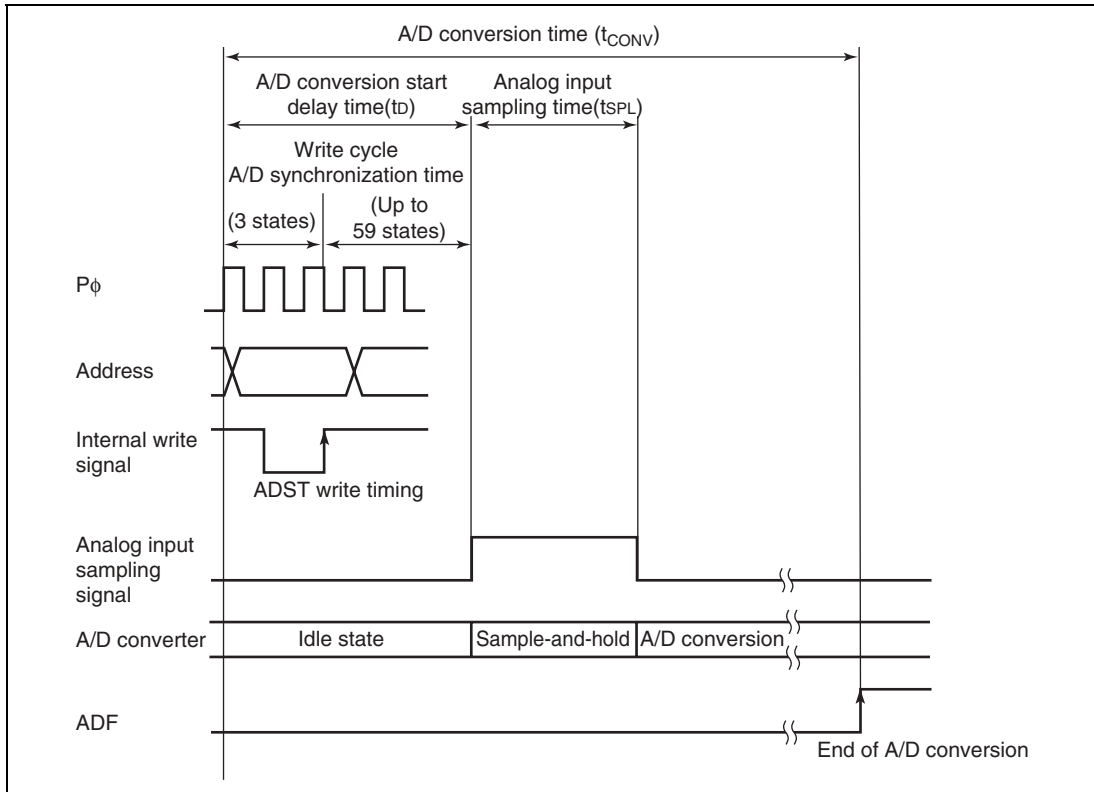 A/D conversion time (tCONV)
A/D conversion start
delay time(tD)
Analog input
sampling time(tSPL)
Write cycle
A/D synchronization time
(3 states)
(Up to
59 states)
Pφ
Address
Internal write
signal
ADST write timing
Analog input
sampling
signal
A/D converter
Idle state
Sample-and-hold
A/D conversion
ADF
End of A/D conversion